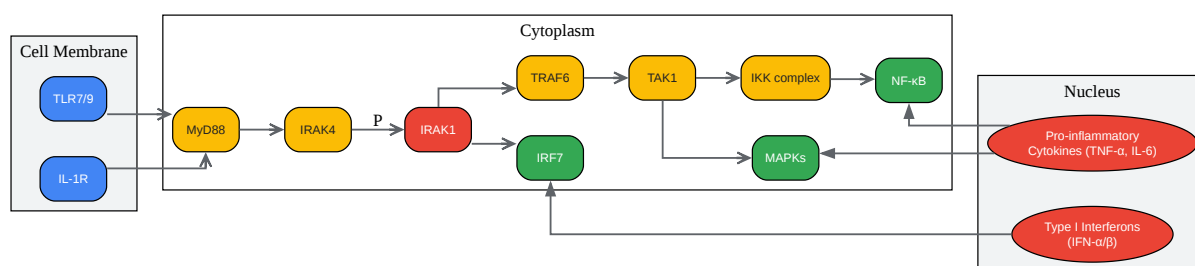 Cell Membrane
TLR7/9
IL-1R
Cytoplasm
MyD88
IRAK4
P
IRAK1
TRAF6
TAK1
IKK complex
NF-κB
IRF7
MAPKs
Nucleus
Pro-inflammatory
Cytokines (TNF-α, IL-6)
Type I Interferons
(IFN-α/β)